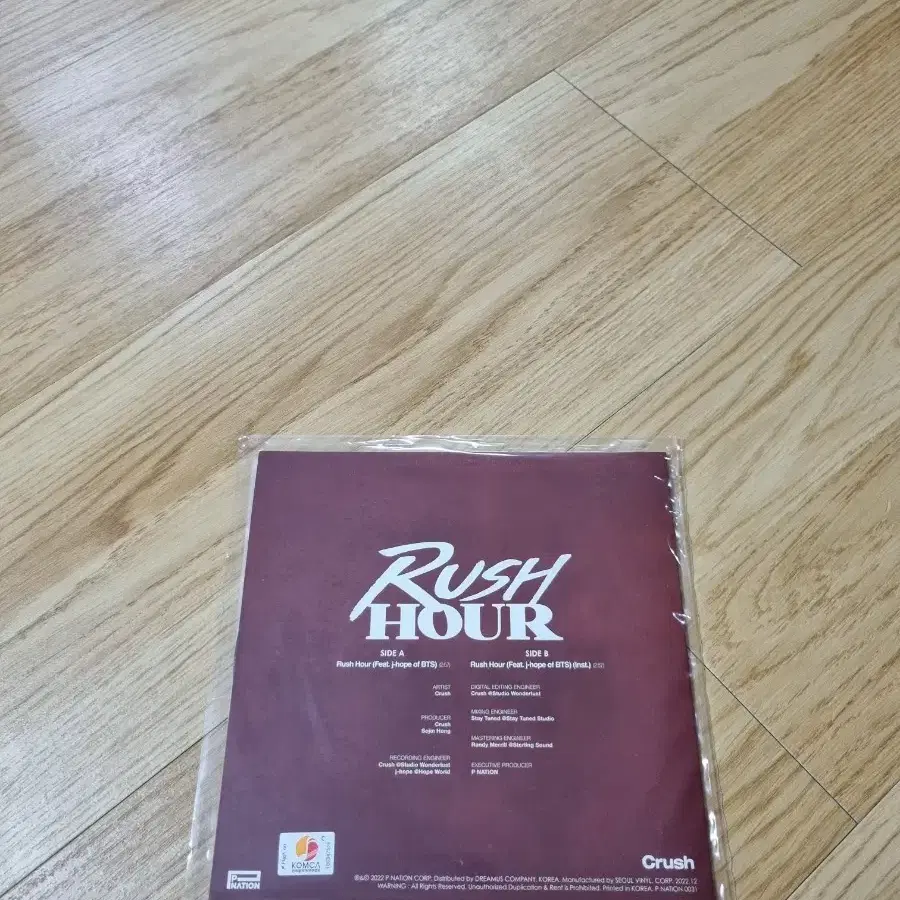 RUSH
HOUR
SIDE A
Rush Hour (Feat. j-hope of BTS)
SIDE B
Rush Hour (Feat. j-hope of BTS) (Inst.)
ARTIST
Crush
PRODUCER
Crush
RECORDING ENGINEER
Crush @Studio Wonderlust
j-hope @Hope World
DIGITAL EDITING ENGINEER
Crush @Studio Wonderlust
MIXING ENGINEER
Stay Tuned @Stay Tuned Studio
MASTERING ENGINEER
Randy Merrill @Sterling Sound
EXECUTIVE PRODUCER
P NATION
KOMCA
Crush
P NATION
℗&© 2022 P NATION CORP. Distributed by DREAMUS COMPANY, KOREA. Manufactured by SEOUL VINYL. CORP. 2022.12
WARNING : All Rights Reserved. Unauthorized Duplication & Rent is Prohibited. Printed in KOREA. P NATION 0031